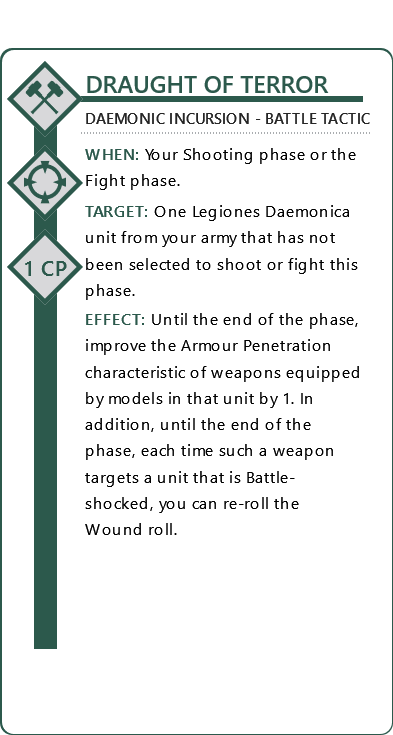 DRAUGHT OF TERROR
DAEMONIC INCURSION - BATTLE TACTIC
WHEN: Your Shooting phase or the
Fight phase.
TARGET: One Legiones Daemonica
unit from your army that has not
been selected to shoot or fight this
phase.
1 CP
EFFECT: Until the end of the phase,
improve the Armour Penetration
characteristic of weapons equipped
by models in that unit by 1. In
addition, until the end of the
phase, each time such a weapon
targets a unit that is Battle-
shocked, you can re-roll the
Wound roll.